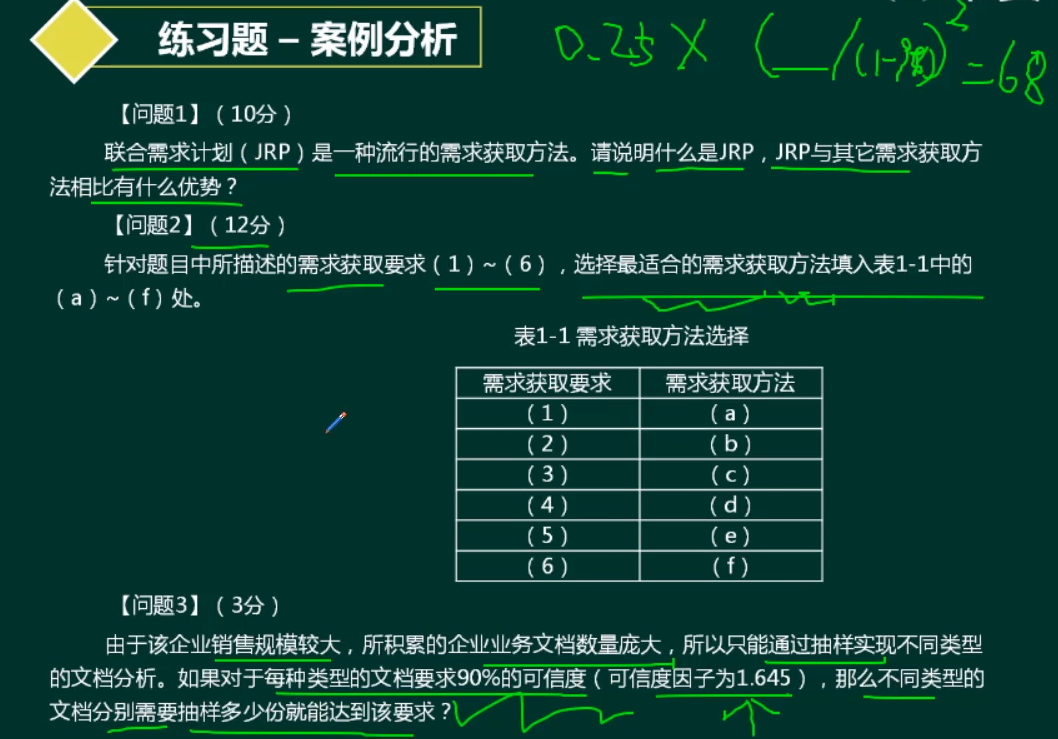 练习题 – 案例分析
0.25 X ( __ /(1-90%))² =68
【问题1】（10分）
联合需求计划（JRP）是一种流行的需求获取方法。请说明什么是JRP，JRP与其它需求获取方
法相比有什么优势？
【问题2】（12分）
针对题目中所描述的需求获取要求（1）~（6），选择最适合的需求获取方法填入表1-1中的
（a）~（f）处。
表1-1 需求获取方法选择
需求获取要求 需求获取方法
（1） （a）
（2） （b）
（3） （c）
（4） （d）
（5） （e）
（6） （f）
【问题3】（3分）
由于该企业销售规模较大，所积累的企业业务文档数量庞大，所以只能通过抽样实现不同类型
的文档分析。如果对于每种类型的文档要求90%的可信度（可信度因子为1.645），那么不同类型的
文档分别需要抽样多少份就能达到该要求？